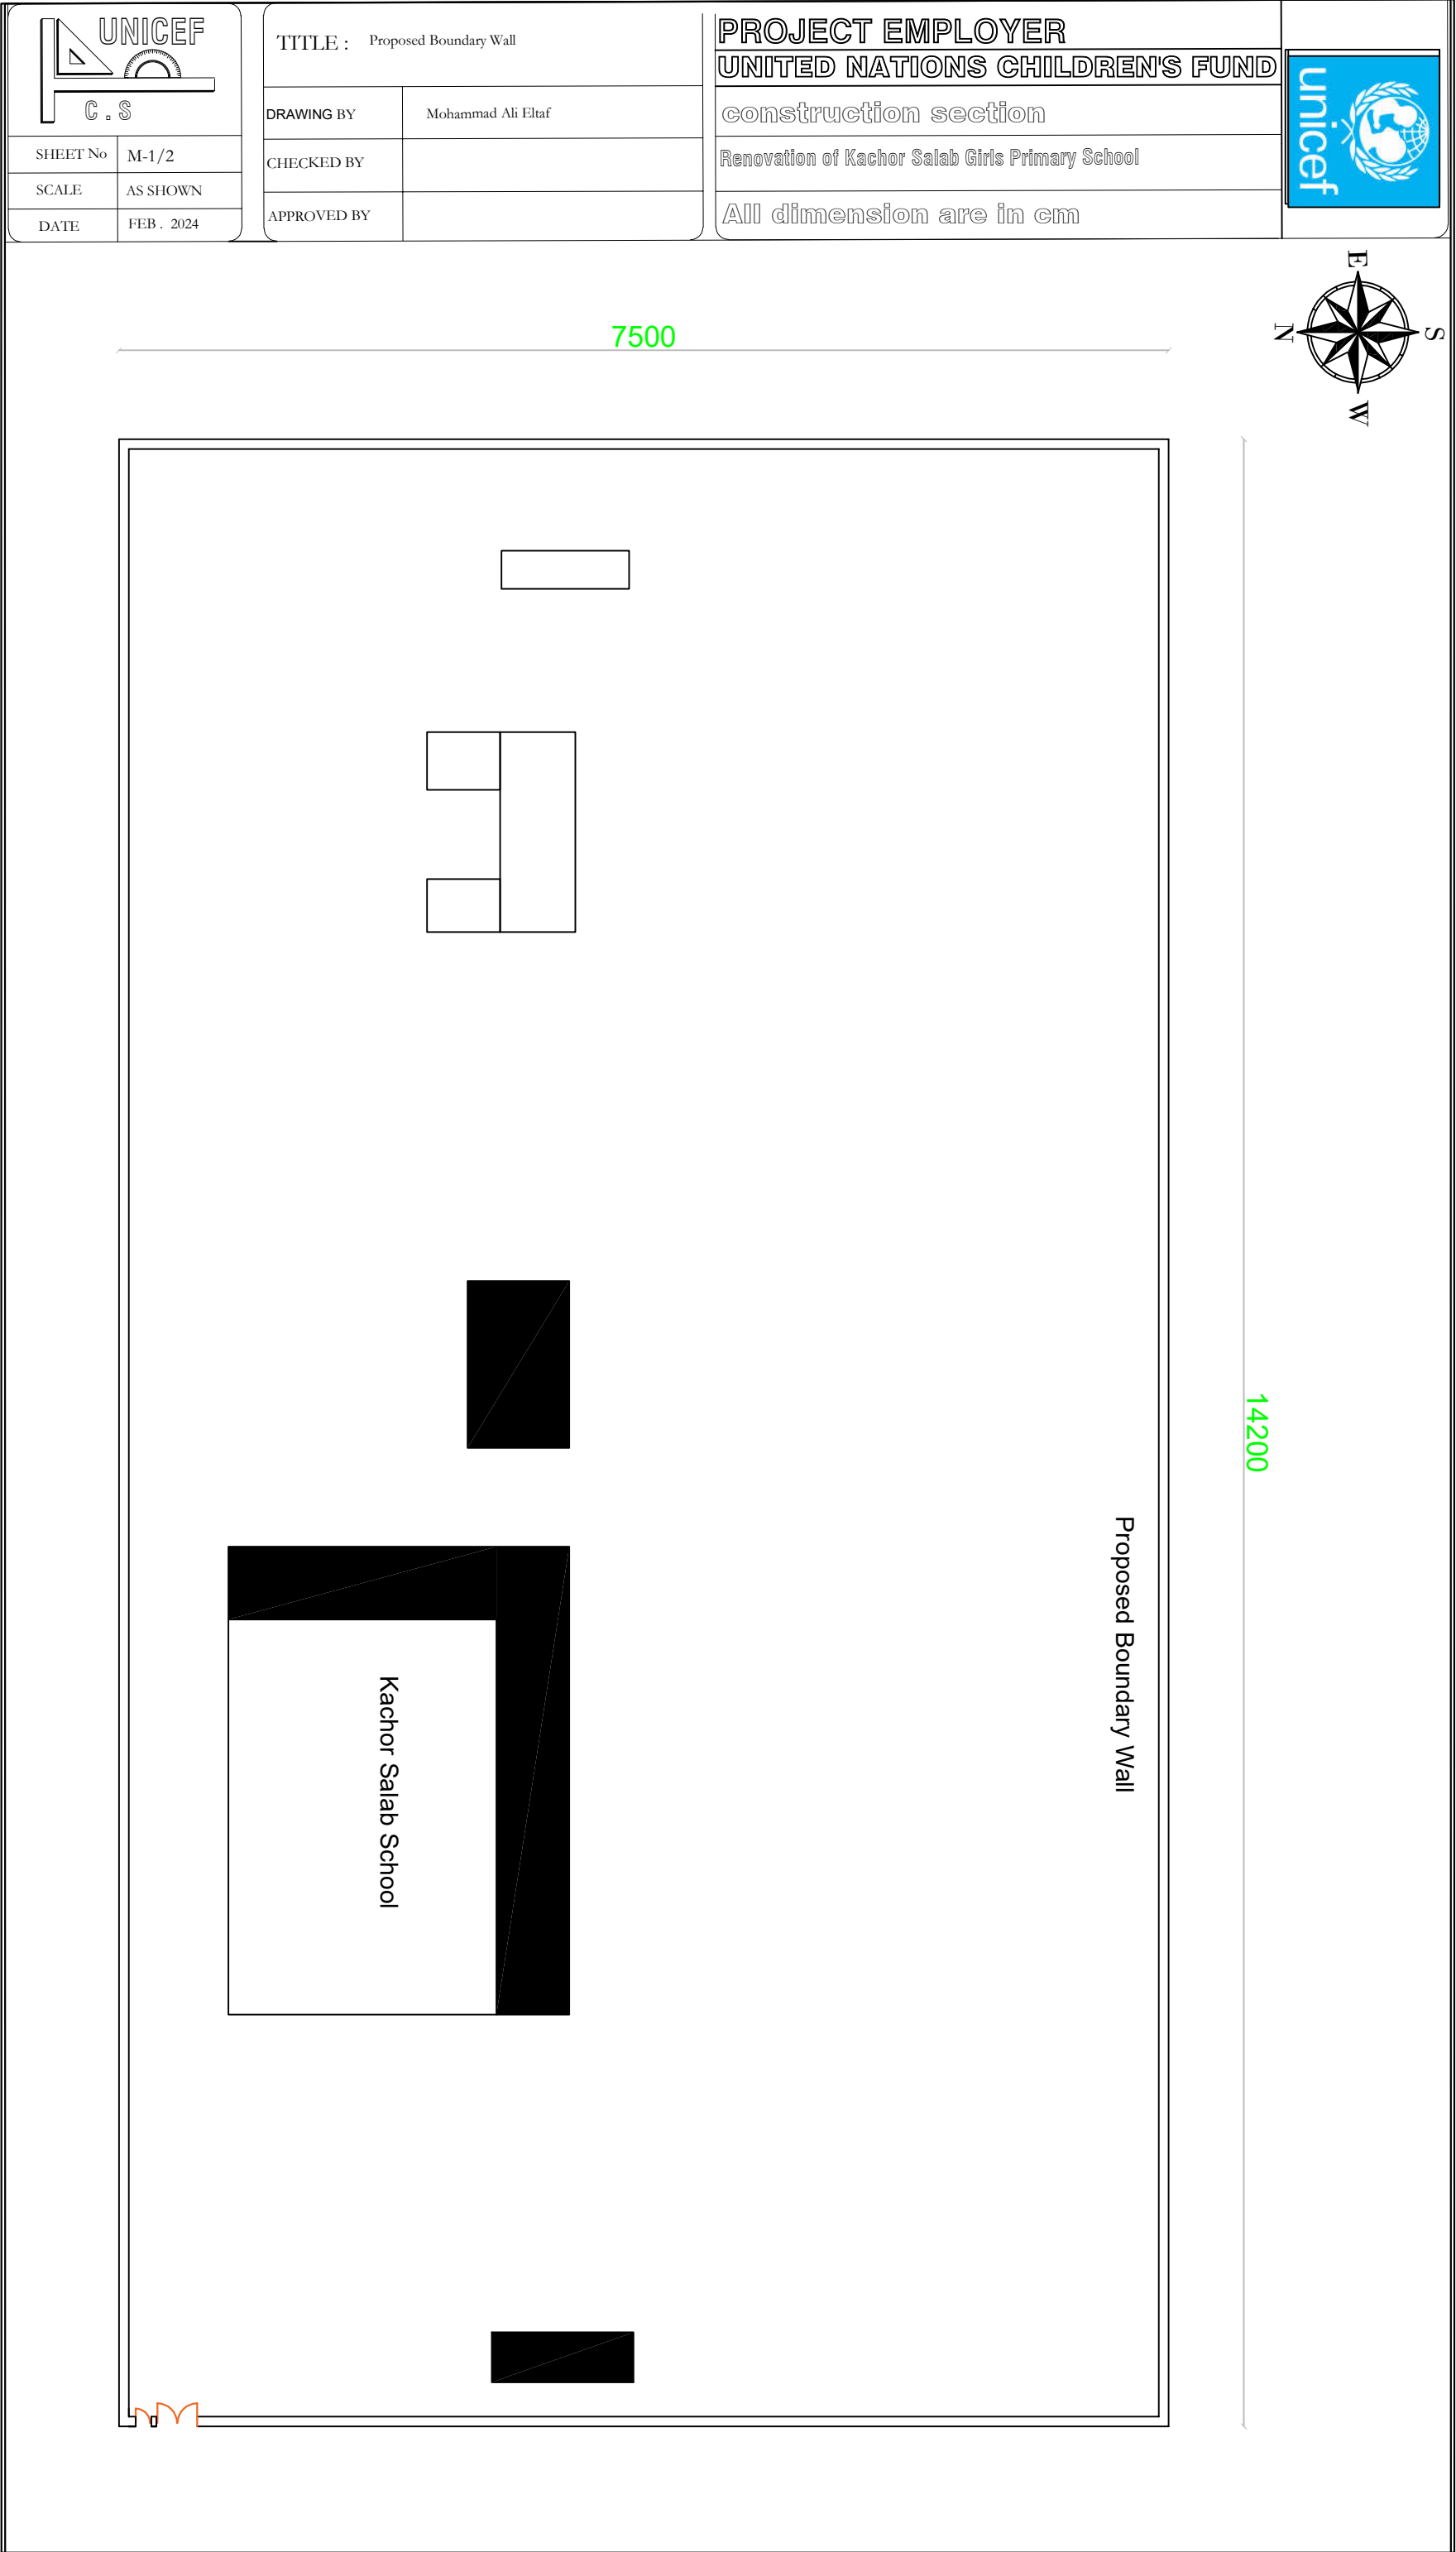 UNICEF
C . S
SHEET No M-1/2
SCALE AS SHOWN
DATE FEB . 2024
TITLE : Proposed Boundary Wall
DRAWING BY Mohammad Ali Eltaf
CHECKED BY
APPROVED BY
PROJECT EMPLOYER
UNITED NATIONS CHILDREN'S FUND
construction section
Renovation of Kachor Salab Girls Primary School
All dimension are in cm
unicef
E
N
S
W
7500
14200
Proposed Boundary Wall
Kachor Salab School